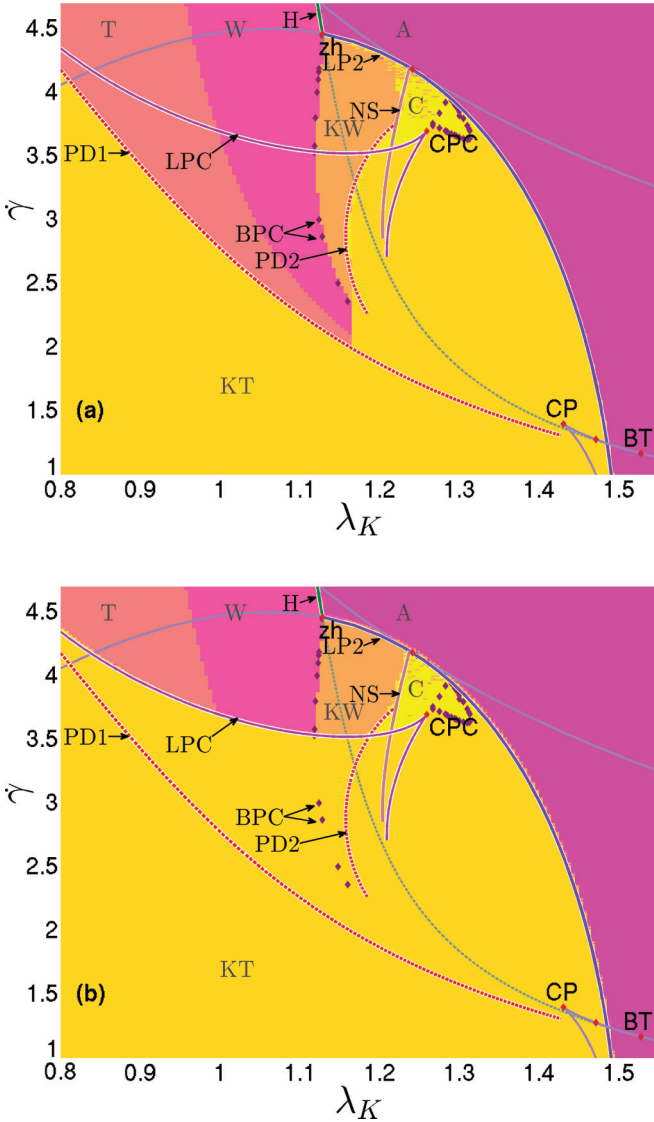 4.5
4
3.5
3
2.5
2
1.5
1
γ̇
T
W
H
A
zh
LP2
NS
C
KW
CPC
PD1
LPC
BPC
PD2
KT
(a)
CP
BT
0.8
0.9
1
1.1
1.2
1.3
1.4
1.5
λ_K
4.5
4
3.5
3
2.5
2
1.5
1
γ̇
T
W
H
A
zh
LP2
NS
C
KW
CPC
PD1
LPC
BPC
PD2
KT
(b)
CP
BT
0.8
0.9
1
1.1
1.2
1.3
1.4
1.5
λ_K